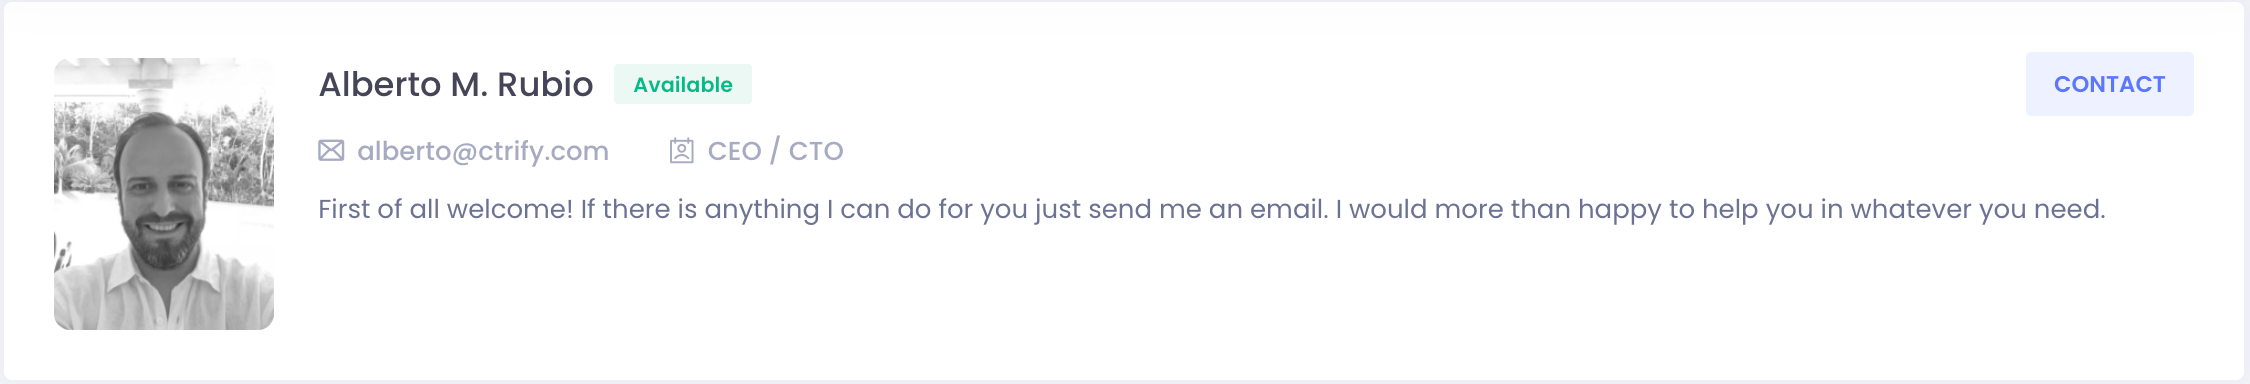 Alberto M. Rubio Available CONTACT
alberto@ctrify.com CEO / CTO
First of all welcome! If there is anything I can do for you just send me an email. I would more than happy to help you in whatever you need.